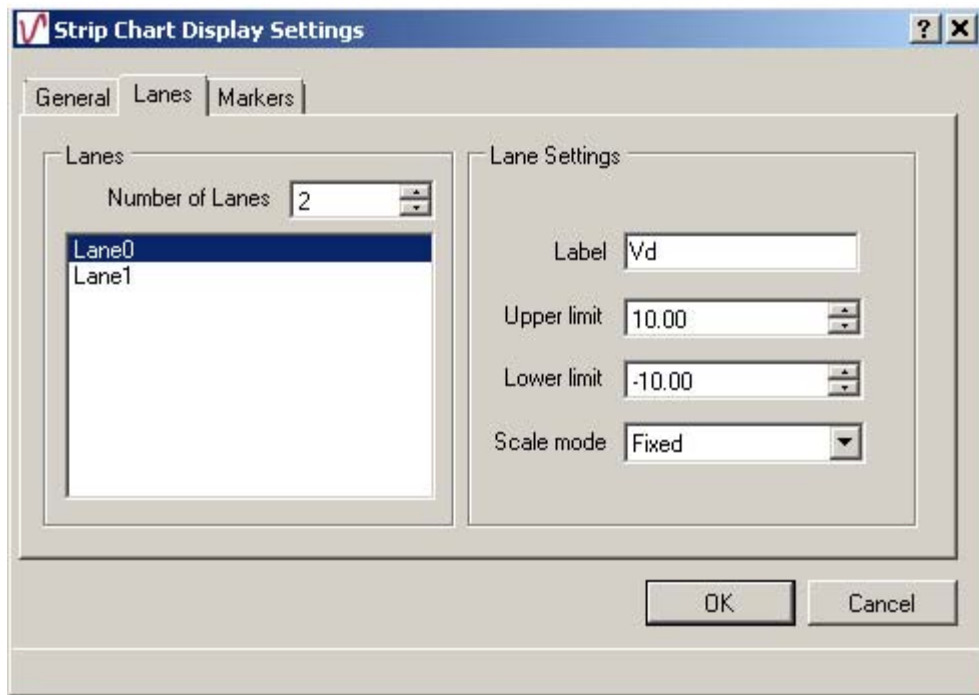 Strip Chart Display Settings
General
Lanes
Markers
Lanes
Number of Lanes 2
Lane0
Lane1
Lane Settings
Label Vd
Upper limit 10.00
Lower limit -10.00
Scale mode Fixed
OK
Cancel